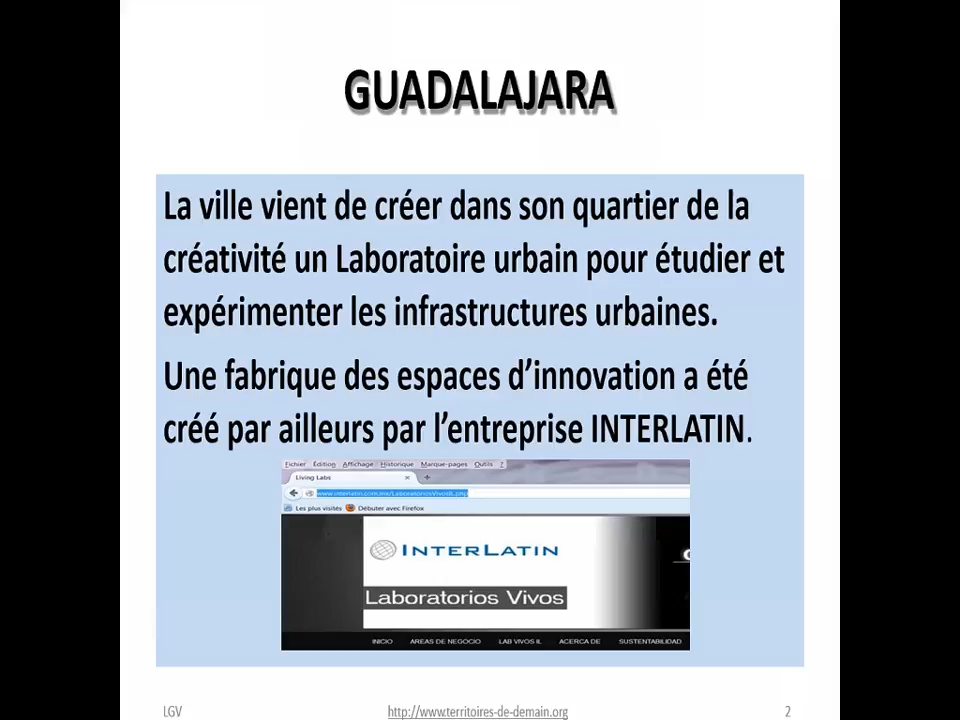 GUADALAJARA
La ville vient de créer dans son quartier de la
créativité un Laboratoire urbain pour étudier et
expérimenter les infrastructures urbaines.
Une fabrique des espaces d’innovation a été
créé par ailleurs par l’entreprise INTERLATIN.
Fichier Édition Affichage Historique Marque-pages Outils ?
Living Labs × +
www.interlatin.com.mx/LaboratoriosVivosIL.php
Les plus visités Débuter avec Firefox
INTERLATIN
Laboratorios Vivos
INICIO AREAS DE NEGOCIO LAB VIVOS IL ACERCA DE SUSTENTABILIDAD
LGV http://www.territoires-de-demain.org 2